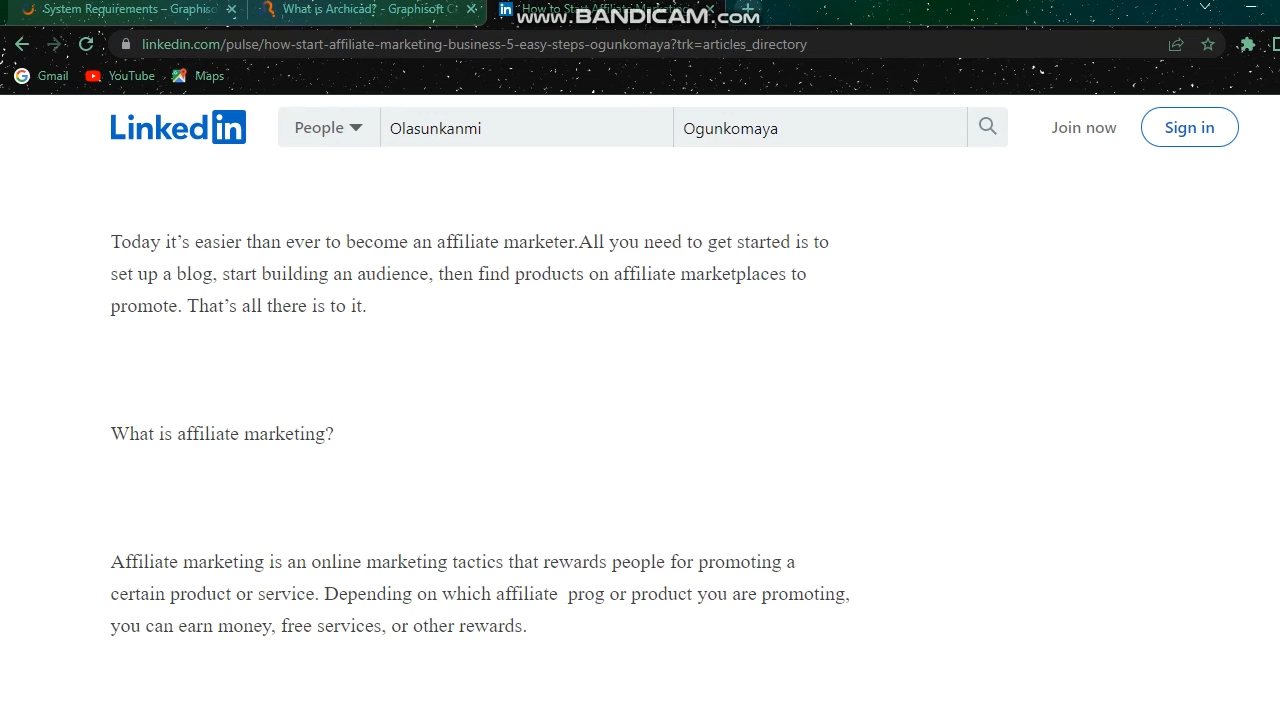 System Requirements – Graphiso
What is Archicad? - Graphisoft C
How to Start Affiliate
www.BANDICAM.com
linkedin.com/pulse/how-start-affiliate-marketing-business-5-easy-steps-ogunkomaya?trk=articles_directory
Gmail YouTube Maps
Linkedin People Olasunkanmi Ogunkomaya Join now Sign in
Today it’s easier than ever to become an affiliate marketer.All you need to get started is to
set up a blog, start building an audience, then find products on affiliate marketplaces to
promote. That’s all there is to it.
What is affiliate marketing?
Affiliate marketing is an online marketing tactics that rewards people for promoting a
certain product or service. Depending on which affiliate  prog or product you are promoting,
you can earn money, free services, or other rewards.